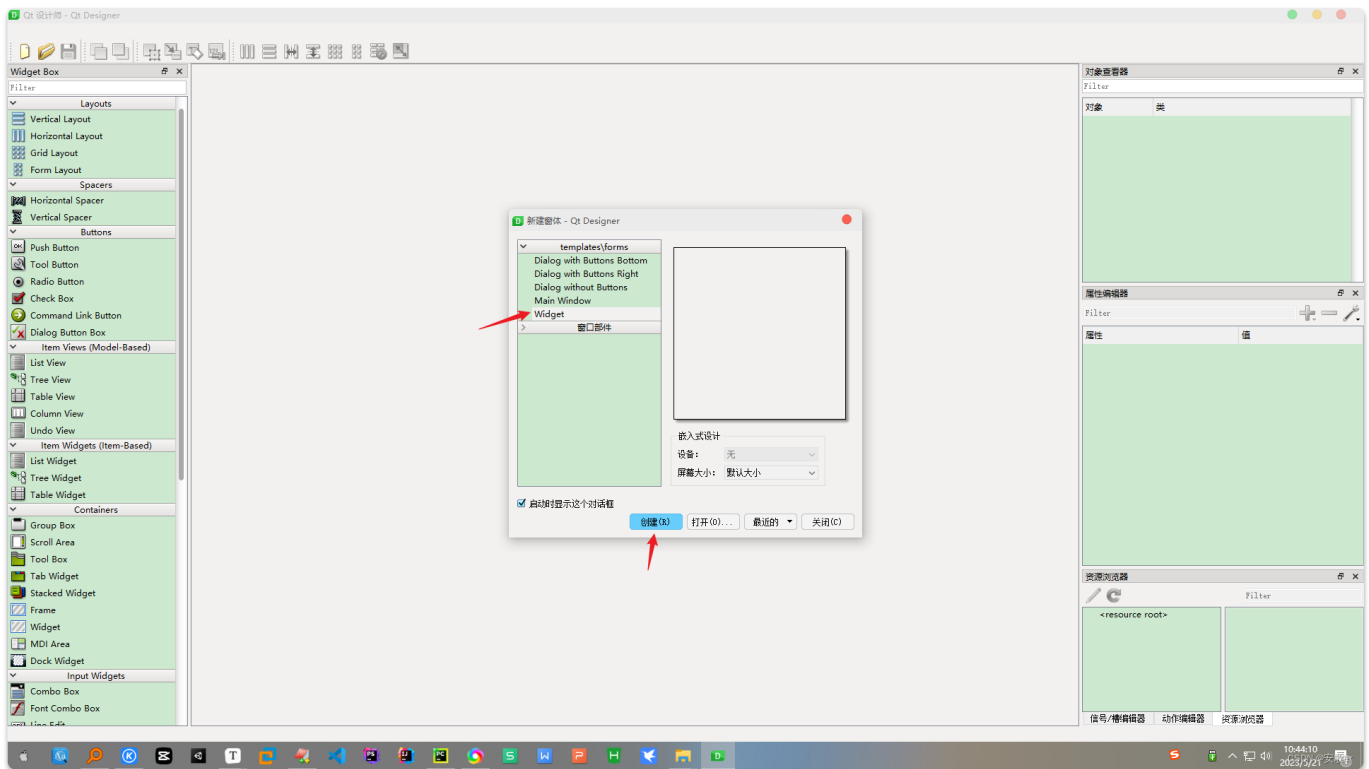 Qt 设计师 - Qt Designer
Widget Box
Filter
Layouts
Vertical Layout
Horizontal Layout
Grid Layout
Form Layout
Spacers
Horizontal Spacer
Vertical Spacer
Buttons
Push Button
Tool Button
Radio Button
Check Box
Command Link Button
Dialog Button Box
Item Views (Model-Based)
List View
Tree View
Table View
Column View
Undo View
Item Widgets (Item-Based)
List Widget
Tree Widget
Table Widget
Containers
Group Box
Scroll Area
Tool Box
Tab Widget
Stacked Widget
Frame
Widget
MDI Area
Dock Widget
Input Widgets
Combo Box
Font Combo Box
Line Edit
新建窗体 - Qt Designer
templates\forms
Dialog with Buttons Bottom
Dialog with Buttons Right
Dialog without Buttons
Main Window
Widget
窗口部件
嵌入式设计
设备: 无
屏幕大小: 默认大小
启动时显示这个对话框
创建(R) 打开(O)... 最近的 关闭(C)
对象查看器
Filter
对象 类
属性编辑器
Filter
属性 值
资源浏览器
Filter
<resource root>
信号/槽编辑器 动作编辑器 资源浏览器
10:44:10
2023/5/21